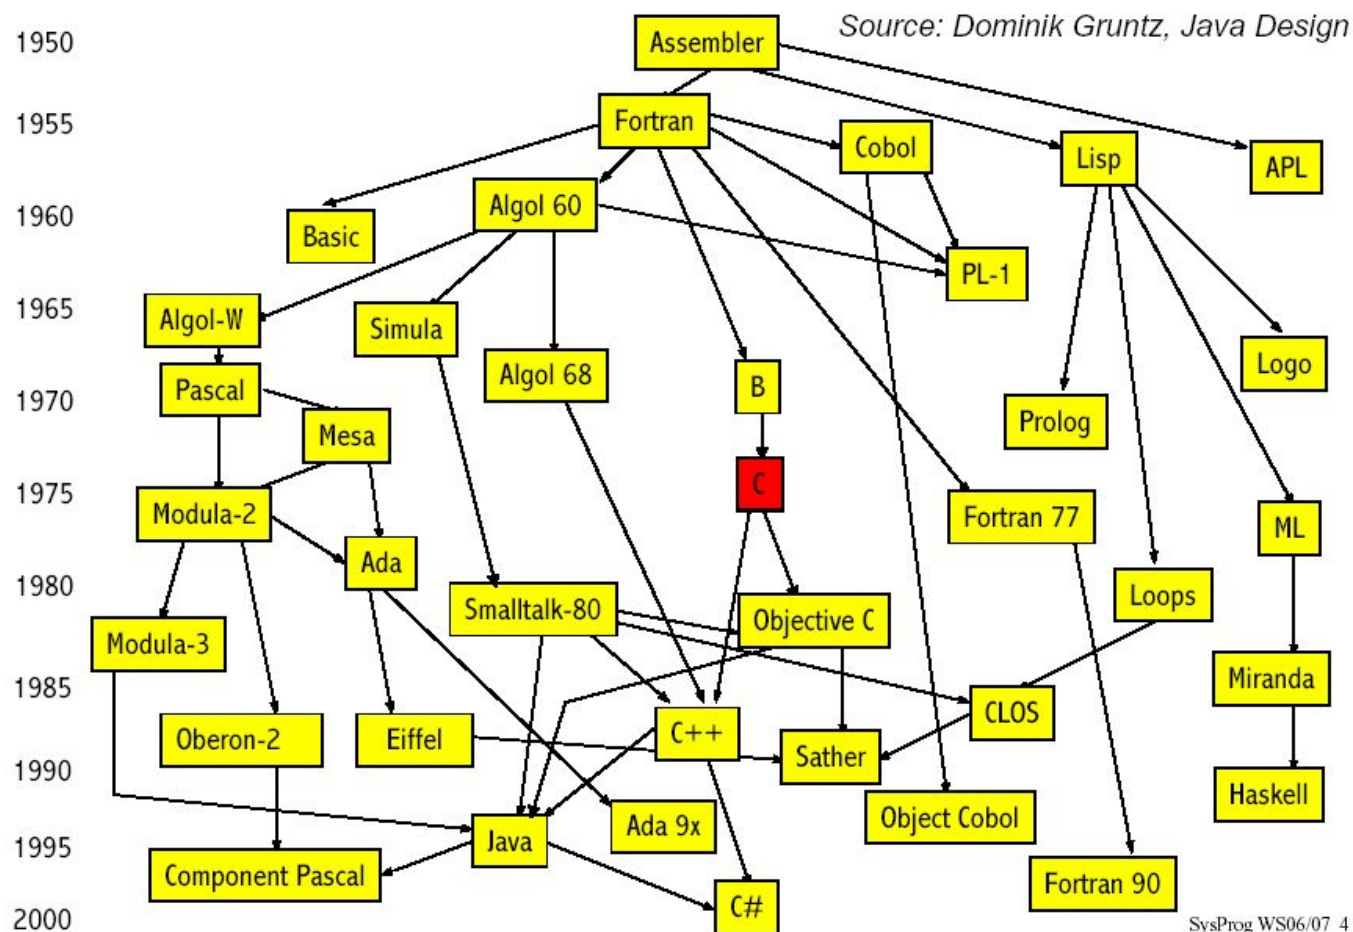 Source: Dominik Gruntz, Java Design
1950
Assembler
1955
Fortran
Cobol
Lisp
APL
1960
Algol 60
Basic
PL-1
1965
Algol-W
Simula
Algol 68
Logo
Pascal
B
1970
Mesa
Prolog
C
1975
Modula-2
Fortran 77
ML
Ada
1980
Smalltalk-80
Objective C
Loops
Modula-3
1985
Miranda
CLOS
Oberon-2
Eiffel
C++
Sather
1990
Haskell
Object Cobol
Java
Ada 9x
1995
Component Pascal
Fortran 90
C#
2000
SysProg WS06/07 4